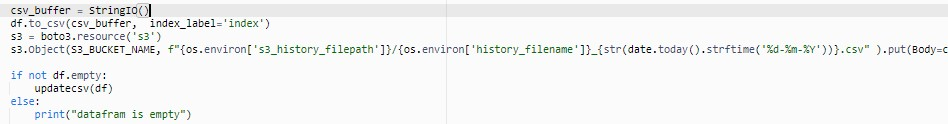 csv_buffer = StringIO()
df.to_csv(csv_buffer,  index_label='index')
s3 = boto3.resource('s3')
s3.Object(S3_BUCKET_NAME, f"{os.environ['s3_history_filepath']}/{os.environ['history_filename']}_{str(date.today().strftime('%d-%m-%Y'))}.csv" ).put(Body=c
if not df.empty:
    updatecsv(df)
else:
    print("datafram is empty")